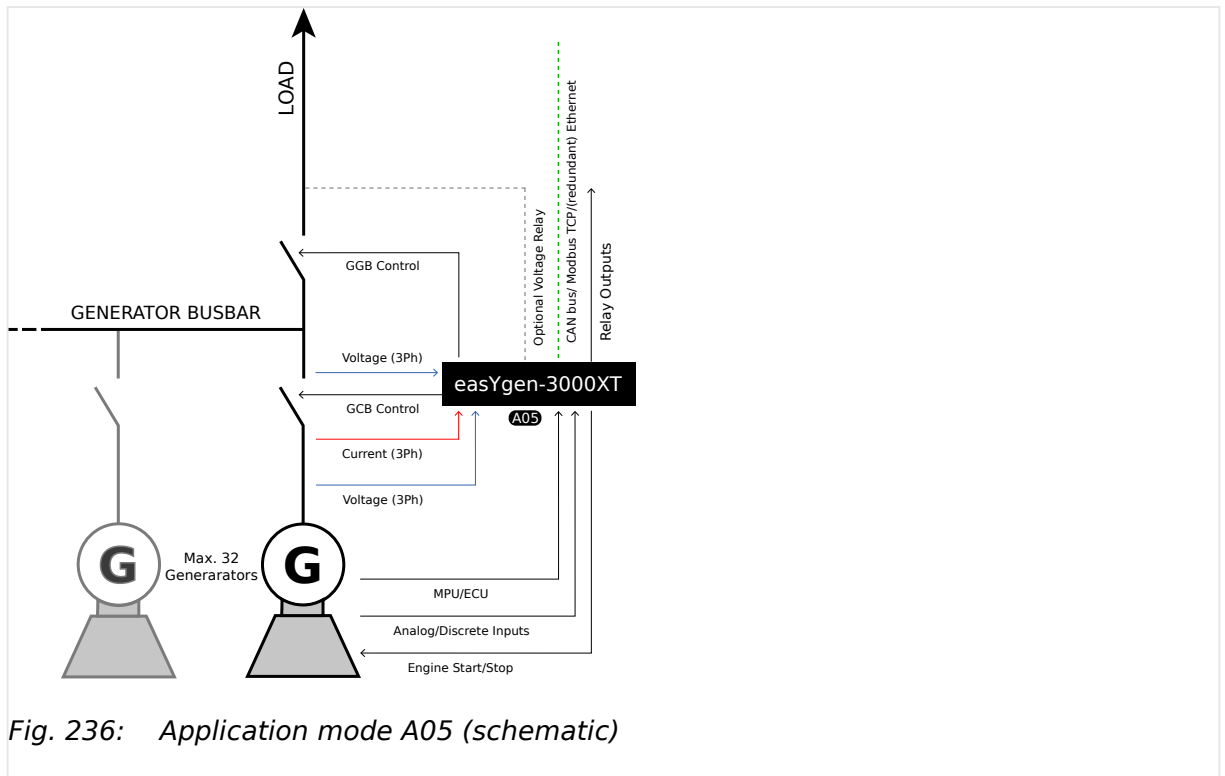 LOAD
CAN bus/ Modbus TCP/(redundant) Ethernet
Optional Voltage Relay
Relay Outputs
GGB Control
GENERATOR BUSBAR
Voltage (3Ph)
easYgen-3000XT
GCB Control
A05
Current (3Ph)
Voltage (3Ph)
G
Max. 32
Generarators
G
MPU/ECU
Analog/Discrete Inputs
Engine Start/Stop
Fig. 236: Application mode A05 (schematic)